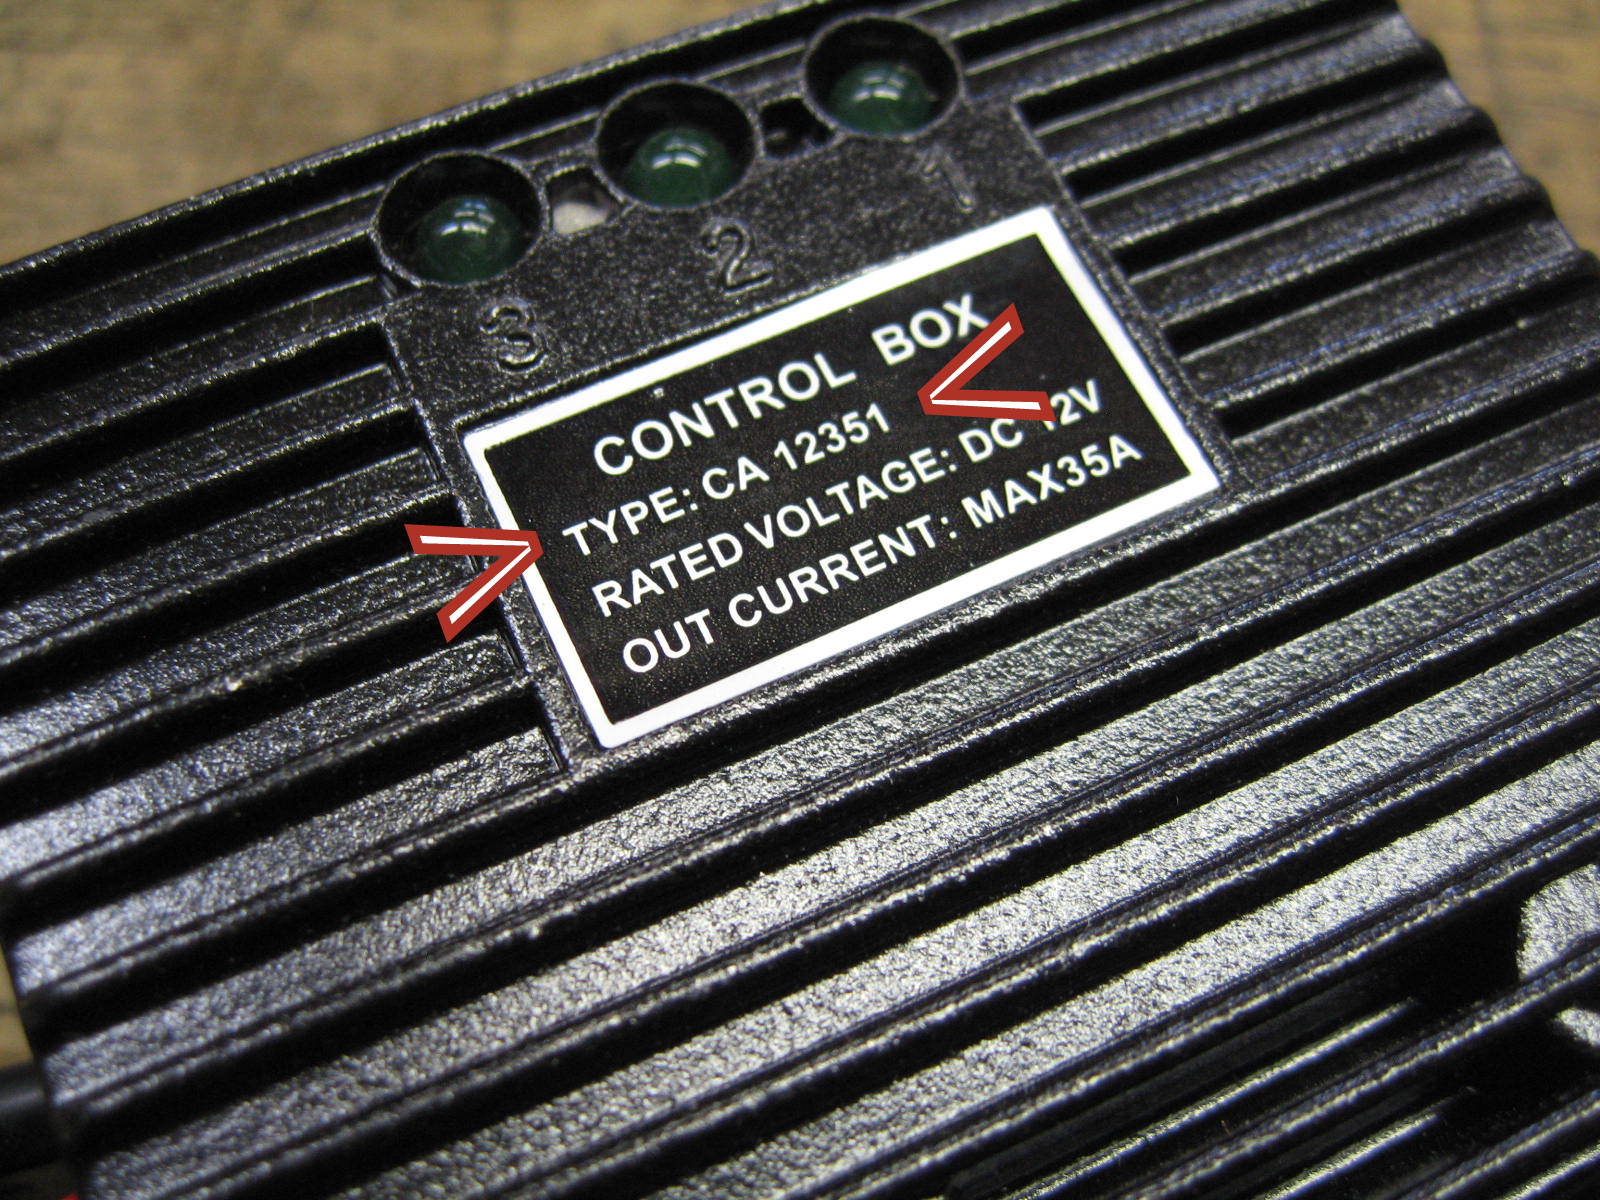 3 2 1
CONTROL BOX
TYPE: CA 12351
RATED VOLTAGE: DC 12V
OUT CURRENT: MAX35A